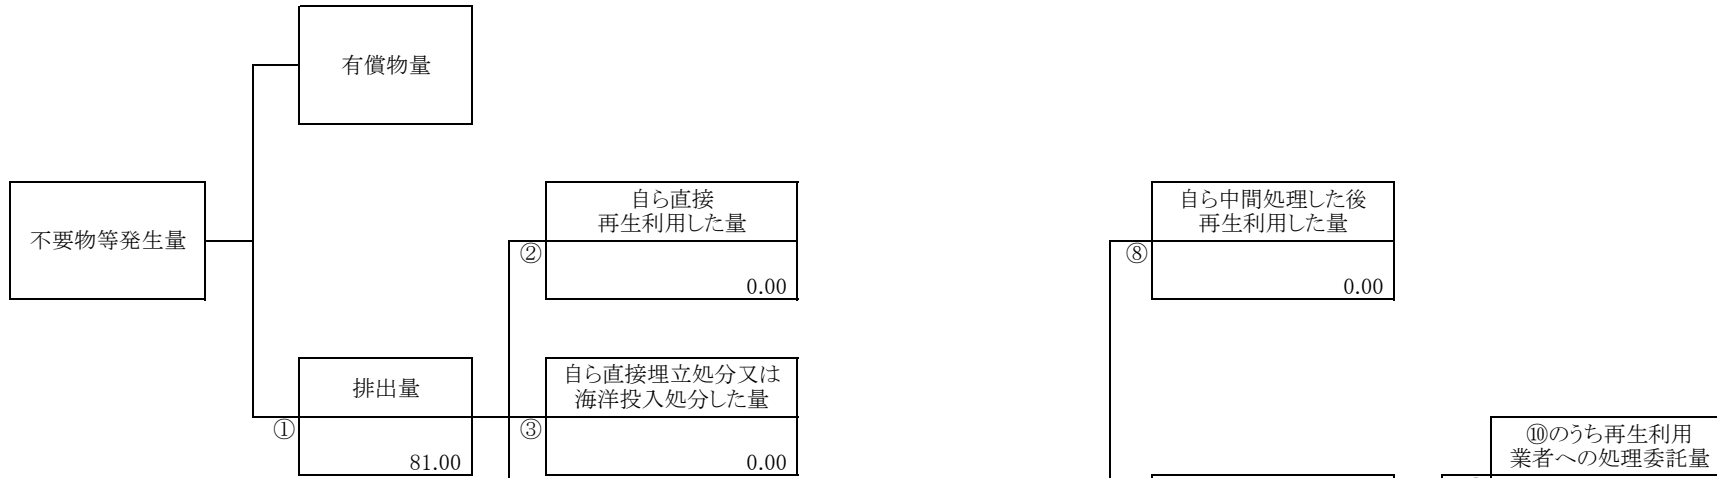 有償物量
不要物等発生量
自ら直接
再生利用した量
②
0.00
自ら中間処理した後
再生利用した量
⑧
0.00
排出量
①
81.00
自ら直接埋立処分又は
海洋投入処分した量
③
0.00
⑩のうち再生利用
業者への処理委託量